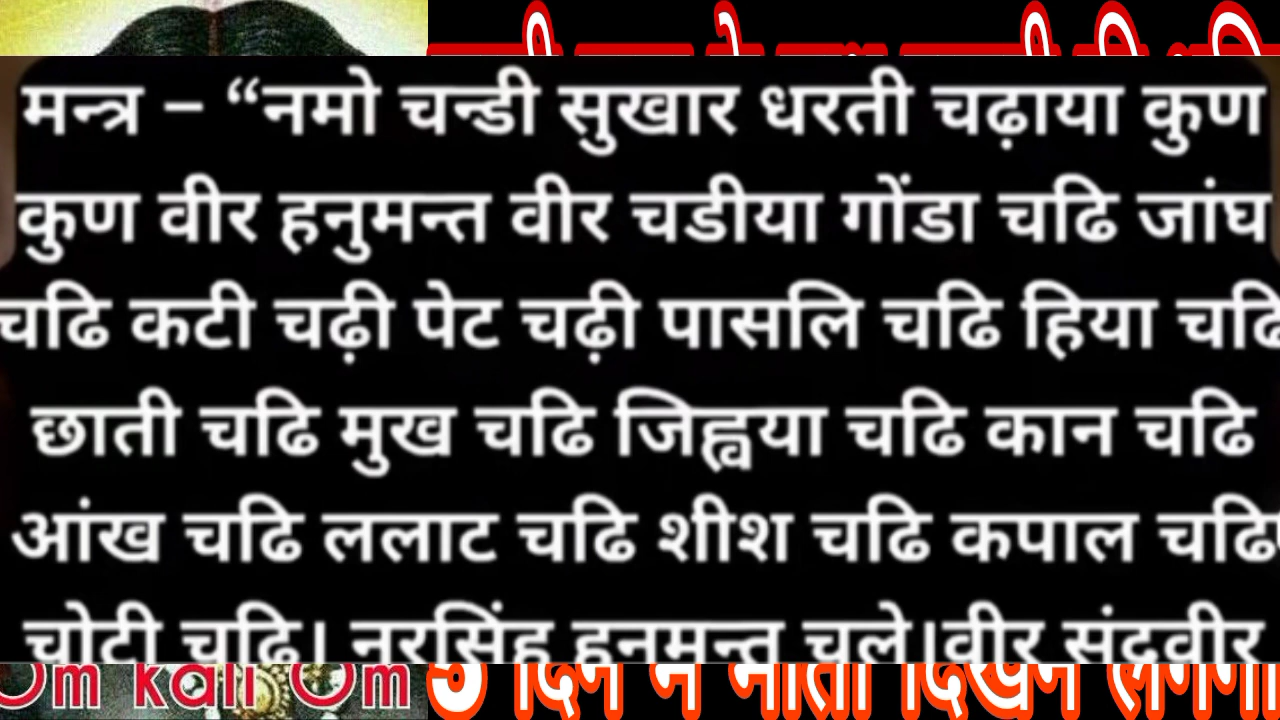 मन्त्र – “नमो चन्डी सुखार धरती चढ़ाया कुण
कुण वीर हनुमन्त वीर चडीया गोंडा चढि जांघ
चढि कटी चढ़ी पेट चढ़ी पासलि चढि हिया चढि
छाती चढि मुख चढि जिह्वया चढि कान चढि
आंख चढि ललाट चढि शीश चढि कपाल चढि
चोटी चढि। नरसिंह हनुमन्त चले।वीर संदवीर
Om kali Om